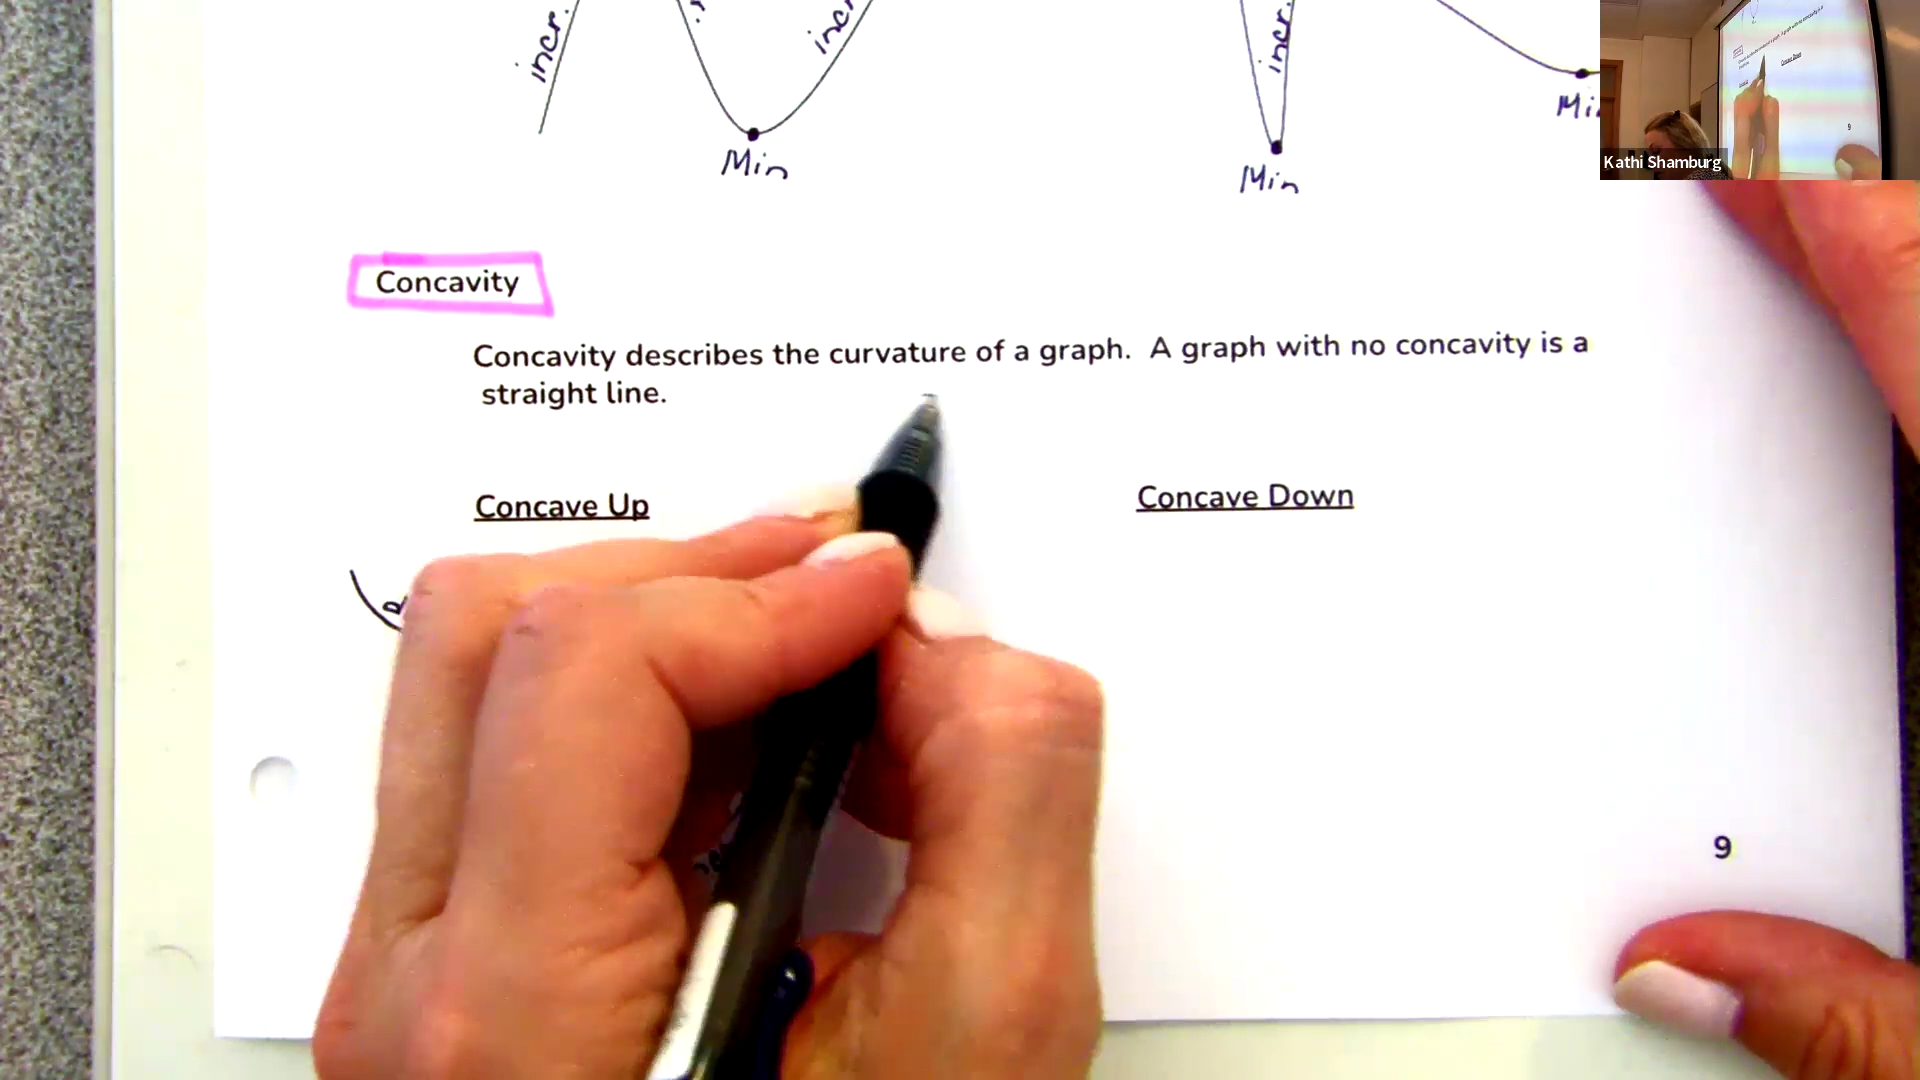 incr.
incr
incr.
Min
Min
Mi
Kathi Shamburg
Concavity
Concavity describes the curvature of a graph. A graph with no concavity is a
straight line.
Concave Up
Concave Down
9